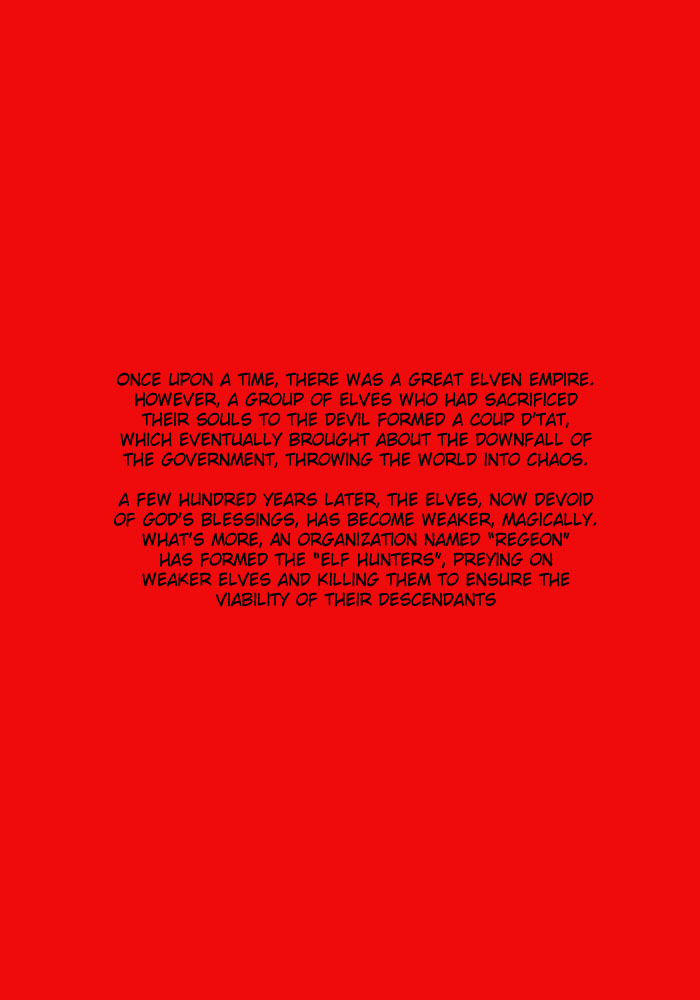 ONCE UPON A TIME, THERE WAS A GREAT ELVEN EMPIRE.
HOWEVER, A GROUP OF ELVES WHO HAD SACRIFICED
THEIR SOULS TO THE DEVIL FORMED A COUP D'TAT,
WHICH EVENTUALLY BROUGHT ABOUT THE DOWNFALL OF
THE GOVERNMENT, THROWING THE WORLD INTO CHAOS.
A FEW HUNDRED YEARS LATER, THE ELVES, NOW DEVOID
OF GOD'S BLESSINGS, HAS BECOME WEAKER, MAGICALLY.
WHAT'S MORE, AN ORGANIZATION NAMED "REGEON"
HAS FORMED THE "ELF HUNTERS", PREYING ON
WEAKER ELVES AND KILLING THEM TO ENSURE THE
VIABILITY OF THEIR DESCENDANTS